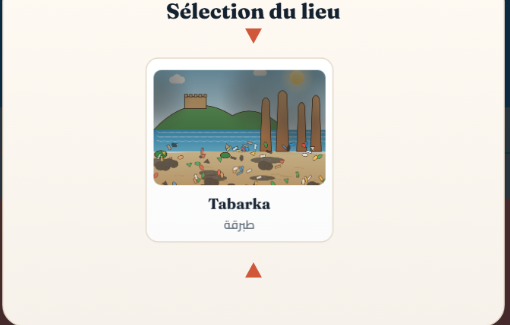 Sélection du lieu
Tabarka
طبرقة